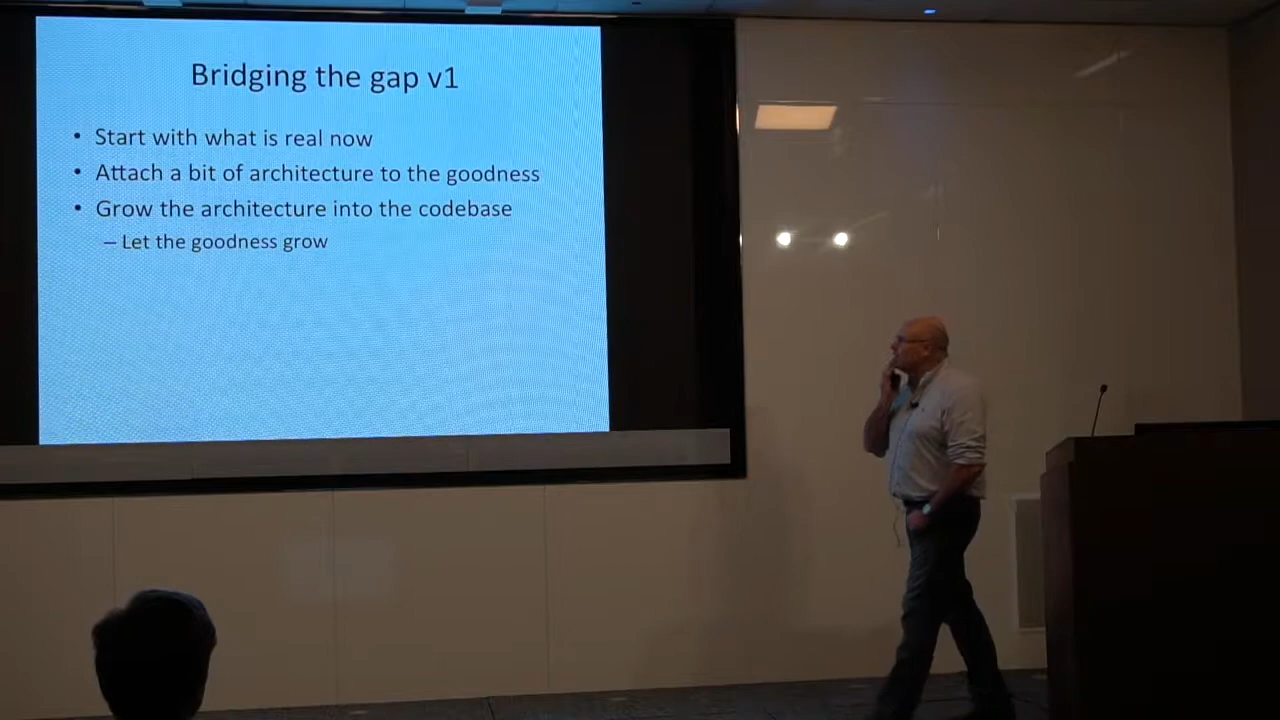 Bridging the gap v1
• Start with what is real now
• Attach a bit of architecture to the goodness
• Grow the architecture into the codebase
– Let the goodness grow